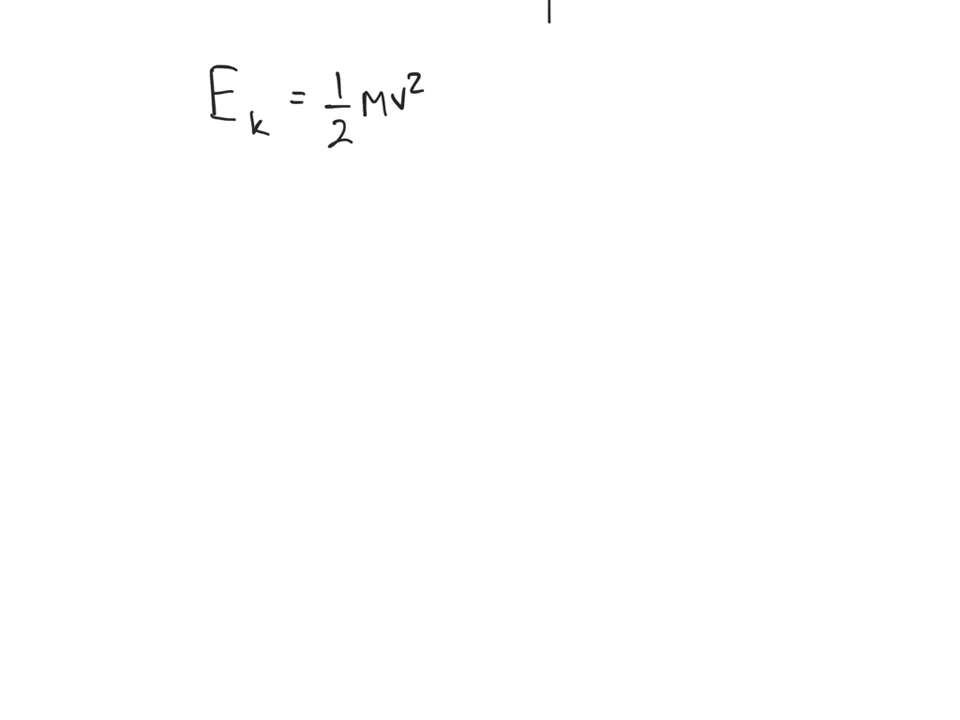 E_k = 1/2 mv²